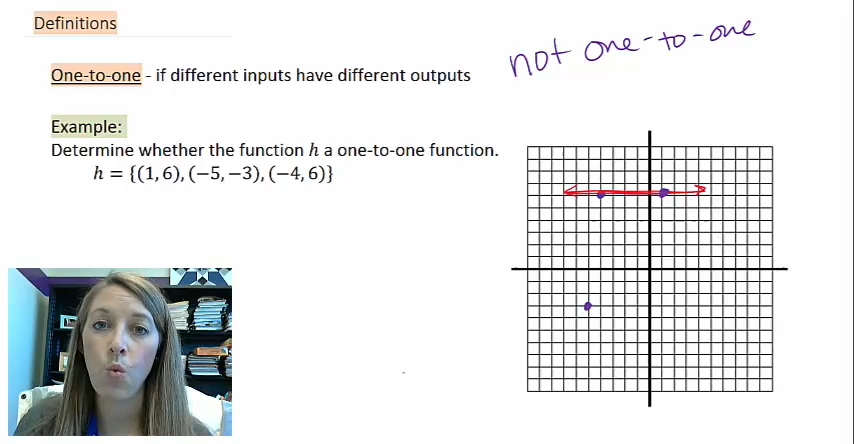 Definitions
not one-to-one
One-to-one - if different inputs have different outputs
Example:
Determine whether the function h a one-to-one function.
h = {(1, 6), (−5, −3), (−4, 6)}